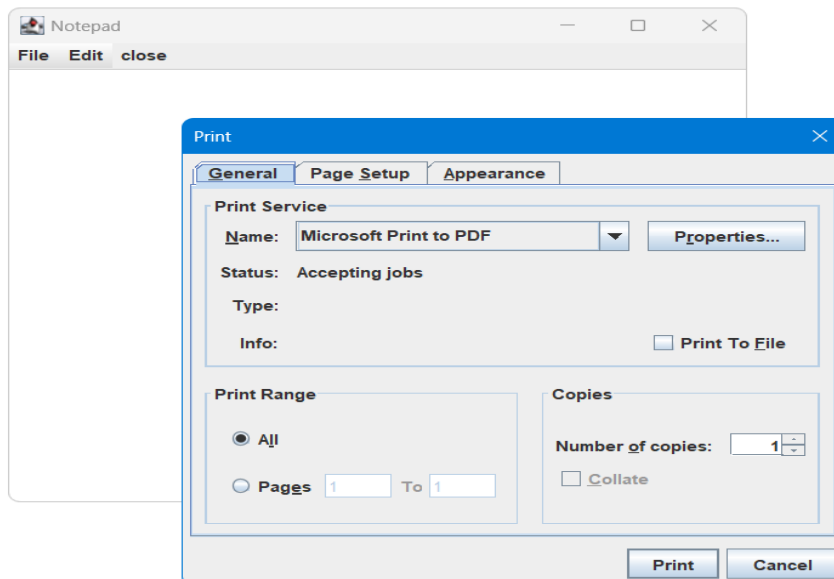 Notepad
File Edit close
Print
General Page Setup Appearance
Print Service
Name: Microsoft Print to PDF Properties...
Status: Accepting jobs
Type:
Info: Print To File
Print Range Copies
All
Number of copies: 1
Pages 1 To 1 Collate
Print Cancel